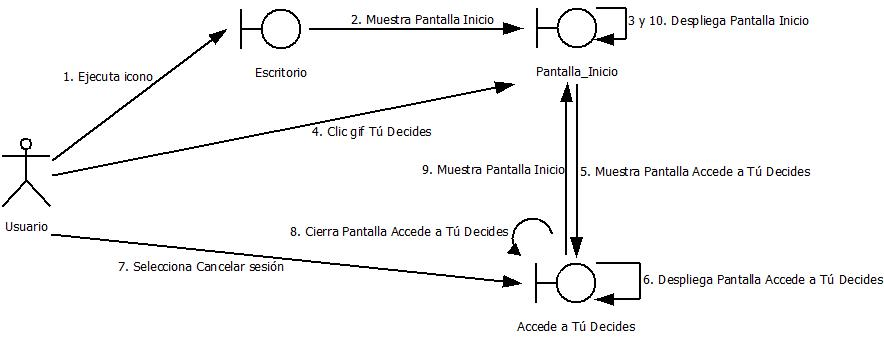 2. Muestra Pantalla Inicio
3 y 10. Despliega Pantalla Inicio
1. Ejecuta icono
Escritorio
Pantalla_Inicio
4. Clic gif Tú Decides
9. Muestra Pantalla Inicio
5. Muestra Pantalla Accede a Tú Decides
Usuario
8. Cierra Pantalla Accede a Tú Decides
7. Selecciona Cancelar sesión
6. Despliega Pantalla Accede a Tú Decides
Accede a Tú Decides